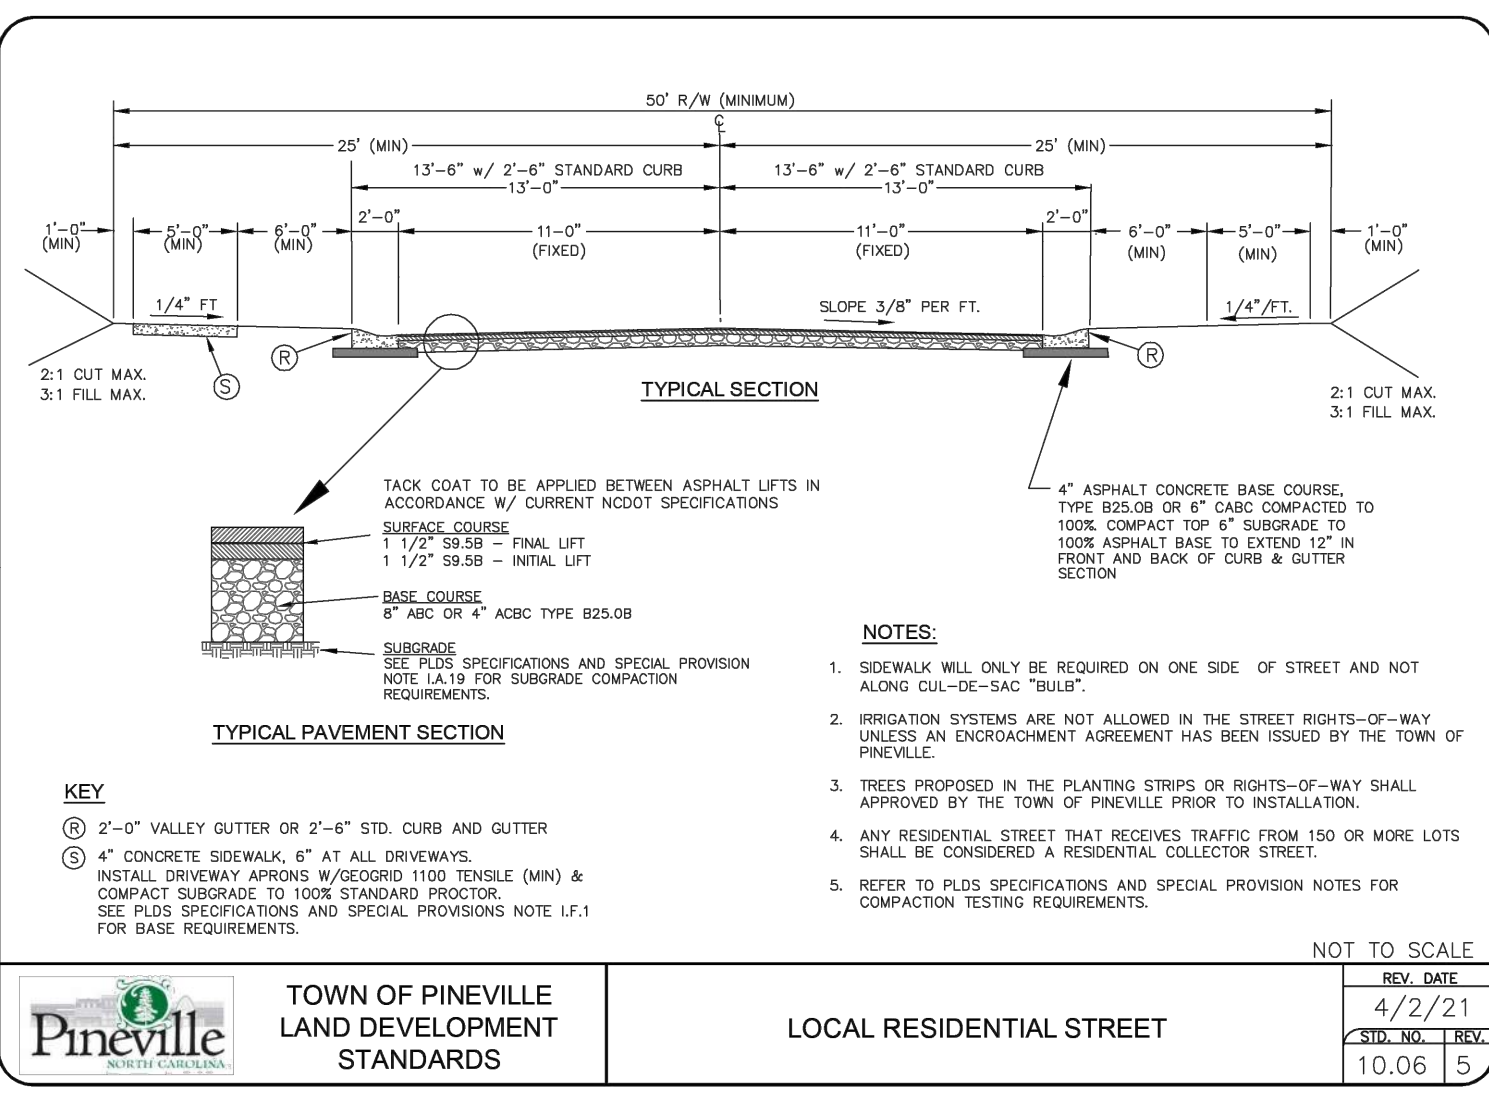 50' R/W (MINIMUM)
℄
25' (MIN)
25' (MIN)
13'-6" w/ 2'-6" STANDARD CURB
13'-6" w/ 2'-6" STANDARD CURB
13'-0"
13'-0"
1'-0"
(MIN)
5'-0"
(MIN)
6'-0"
(MIN)
2'-0"
11-0"
(FIXED)
11'-0"
(FIXED)
2'-0"
6'-0"
(MIN)
5'-0"
(MIN)
1'-0"
(MIN)
1/4" FT
SLOPE 3/8" PER FT.
1/4"/FT.
R
S
R
2:1 CUT MAX.
3:1 FILL MAX.
TYPICAL SECTION
2:1 CUT MAX.
3:1 FILL MAX.
TACK COAT TO BE APPLIED BETWEEN ASPHALT LIFTS IN
ACCORDANCE W/ CURRENT NCDOT SPECIFICATIONS
SURFACE COURSE
1 1/2" S9.5B - FINAL LIFT
1 1/2" S9.5B - INITIAL LIFT
BASE COURSE
8" ABC OR 4" ACBC TYPE B25.0B
SUBGRADE
SEE PLDS SPECIFICATIONS AND SPECIAL PROVISION
NOTE I.A.19 FOR SUBGRADE COMPACTION
REQUIREMENTS.
TYPICAL PAVEMENT SECTION
4" ASPHALT CONCRETE BASE COURSE,
TYPE B25.0B OR 6" CABC COMPACTED TO
100%. COMPACT TOP 6" SUBGRADE TO
100% ASPHALT BASE TO EXTEND 12" IN
FRONT AND BACK OF CURB & GUTTER
SECTION
KEY
R 2'-0" VALLEY GUTTER OR 2'-6" STD. CURB AND GUTTER
S 4" CONCRETE SIDEWALK, 6" AT ALL DRIVEWAYS.
INSTALL DRIVEWAY APRONS W/GEOGRID 1100 TENSILE (MIN) &
COMPACT SUBGRADE TO 100% STANDARD PROCTOR.
SEE PLDS SPECIFICATIONS AND SPECIAL PROVISIONS NOTE I.F.1
FOR BASE REQUIREMENTS.
NOTES:
1. SIDEWALK WILL ONLY BE REQUIRED ON ONE SIDE OF STREET AND NOT
ALONG CUL-DE-SAC "BULB".
2. IRRIGATION SYSTEMS ARE NOT ALLOWED IN THE STREET RIGHTS-OF-WAY
UNLESS AN ENCROACHMENT AGREEMENT HAS BEEN ISSUED BY THE TOWN OF
PINEVILLE.
3. TREES PROPOSED IN THE PLANTING STRIPS OR RIGHTS-OF-WAY SHALL
APPROVED BY THE TOWN OF PINEVILLE PRIOR TO INSTALLATION.
4. ANY RESIDENTIAL STREET THAT RECEIVES TRAFFIC FROM 150 OR MORE LOTS
SHALL BE CONSIDERED A RESIDENTIAL COLLECTOR STREET.
5. REFER TO PLDS SPECIFICATIONS AND SPECIAL PROVISION NOTES FOR
COMPACTION TESTING REQUIREMENTS.
NOT TO SCALE
Pineville
NORTH CAROLINA
TOWN OF PINEVILLE
LAND DEVELOPMENT
STANDARDS
LOCAL RESIDENTIAL STREET
REV. DATE
4/2/21
STD. NO. REV.
10.06 5